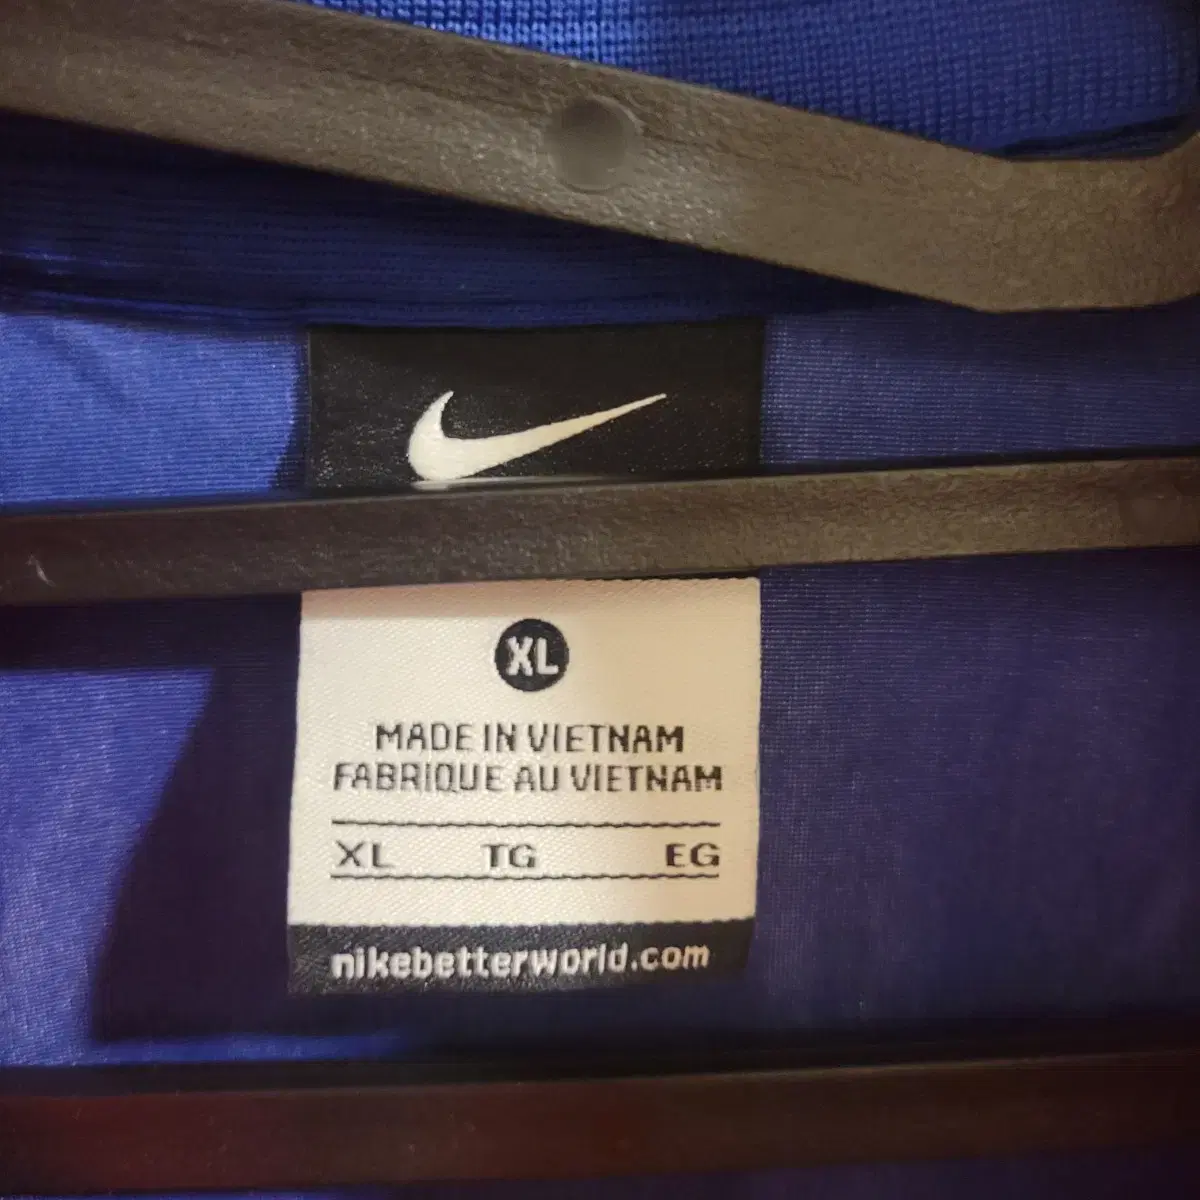 XL
MADE IN VIETNAM
FABRIQUE AU VIETNAM
XL TG EG
nikebetterworld.com